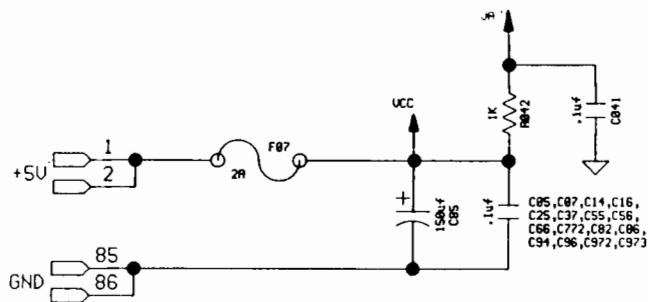 VA
1K
R042
.1uf
C041
VCC
1
2
+5V
F07
2A
+
150uf
C85
.1uf
C05,C07,C14,C16,
C25,C37,C55,C56,
C66,C772,C82,C86,
C94,C96,C972,C973
85
86
GND